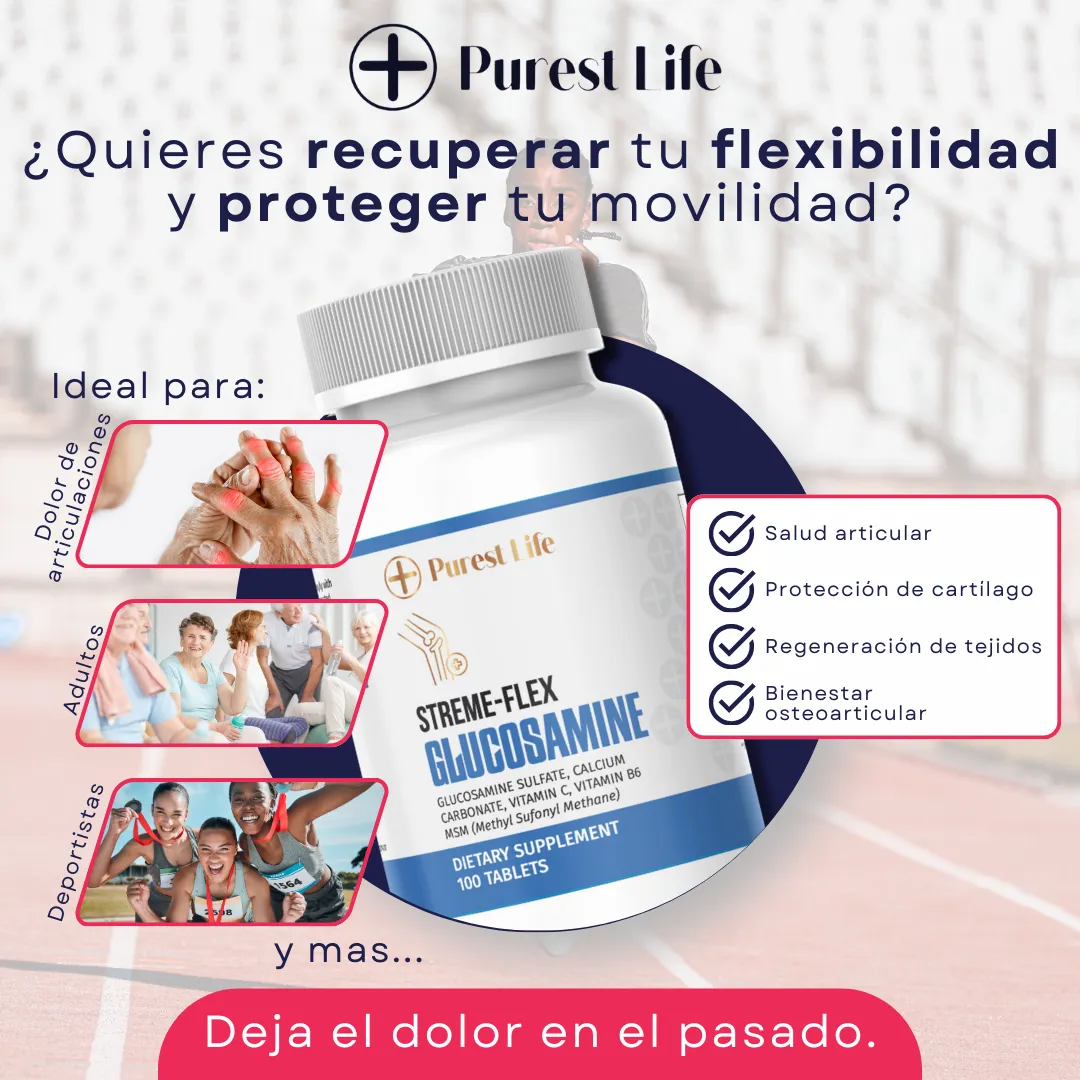 Purest Life
¿Quieres recuperar tu flexibilidad
y proteger tu movilidad?
Ideal para:
Dolor de
articulaciones
Adultos
Deportistas
y mas...
Purest Life
STREME-FLEX
GLUCOSAMINE
GLUCOSAMINE SULFATE, CALCIUM
CARBONATE, VITAMIN C, VITAMIN B6
MSM (Methyl Sufonyl Methane)
DIETARY SUPPLEMENT
100 TABLETS
Salud articular
Protección de cartílago
Regeneración de tejidos
Bienestar
osteoarticular
1564
Deja el dolor en el pasado.